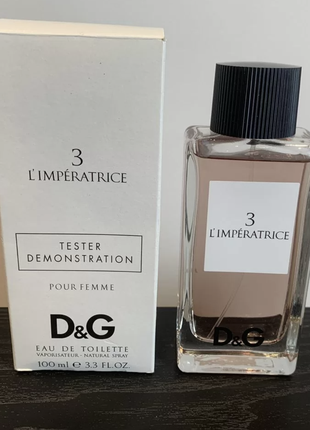 3
L'IMPÉRATRICE
TESTER
DEMONSTRATION
POUR FEMME
D&G
EAU DE TOILETTE
VAPORISATEUR - NATURAL SPRAY
100 ml e 3.3 FL.OZ
3
L'IMPÉRATRICE
D&G